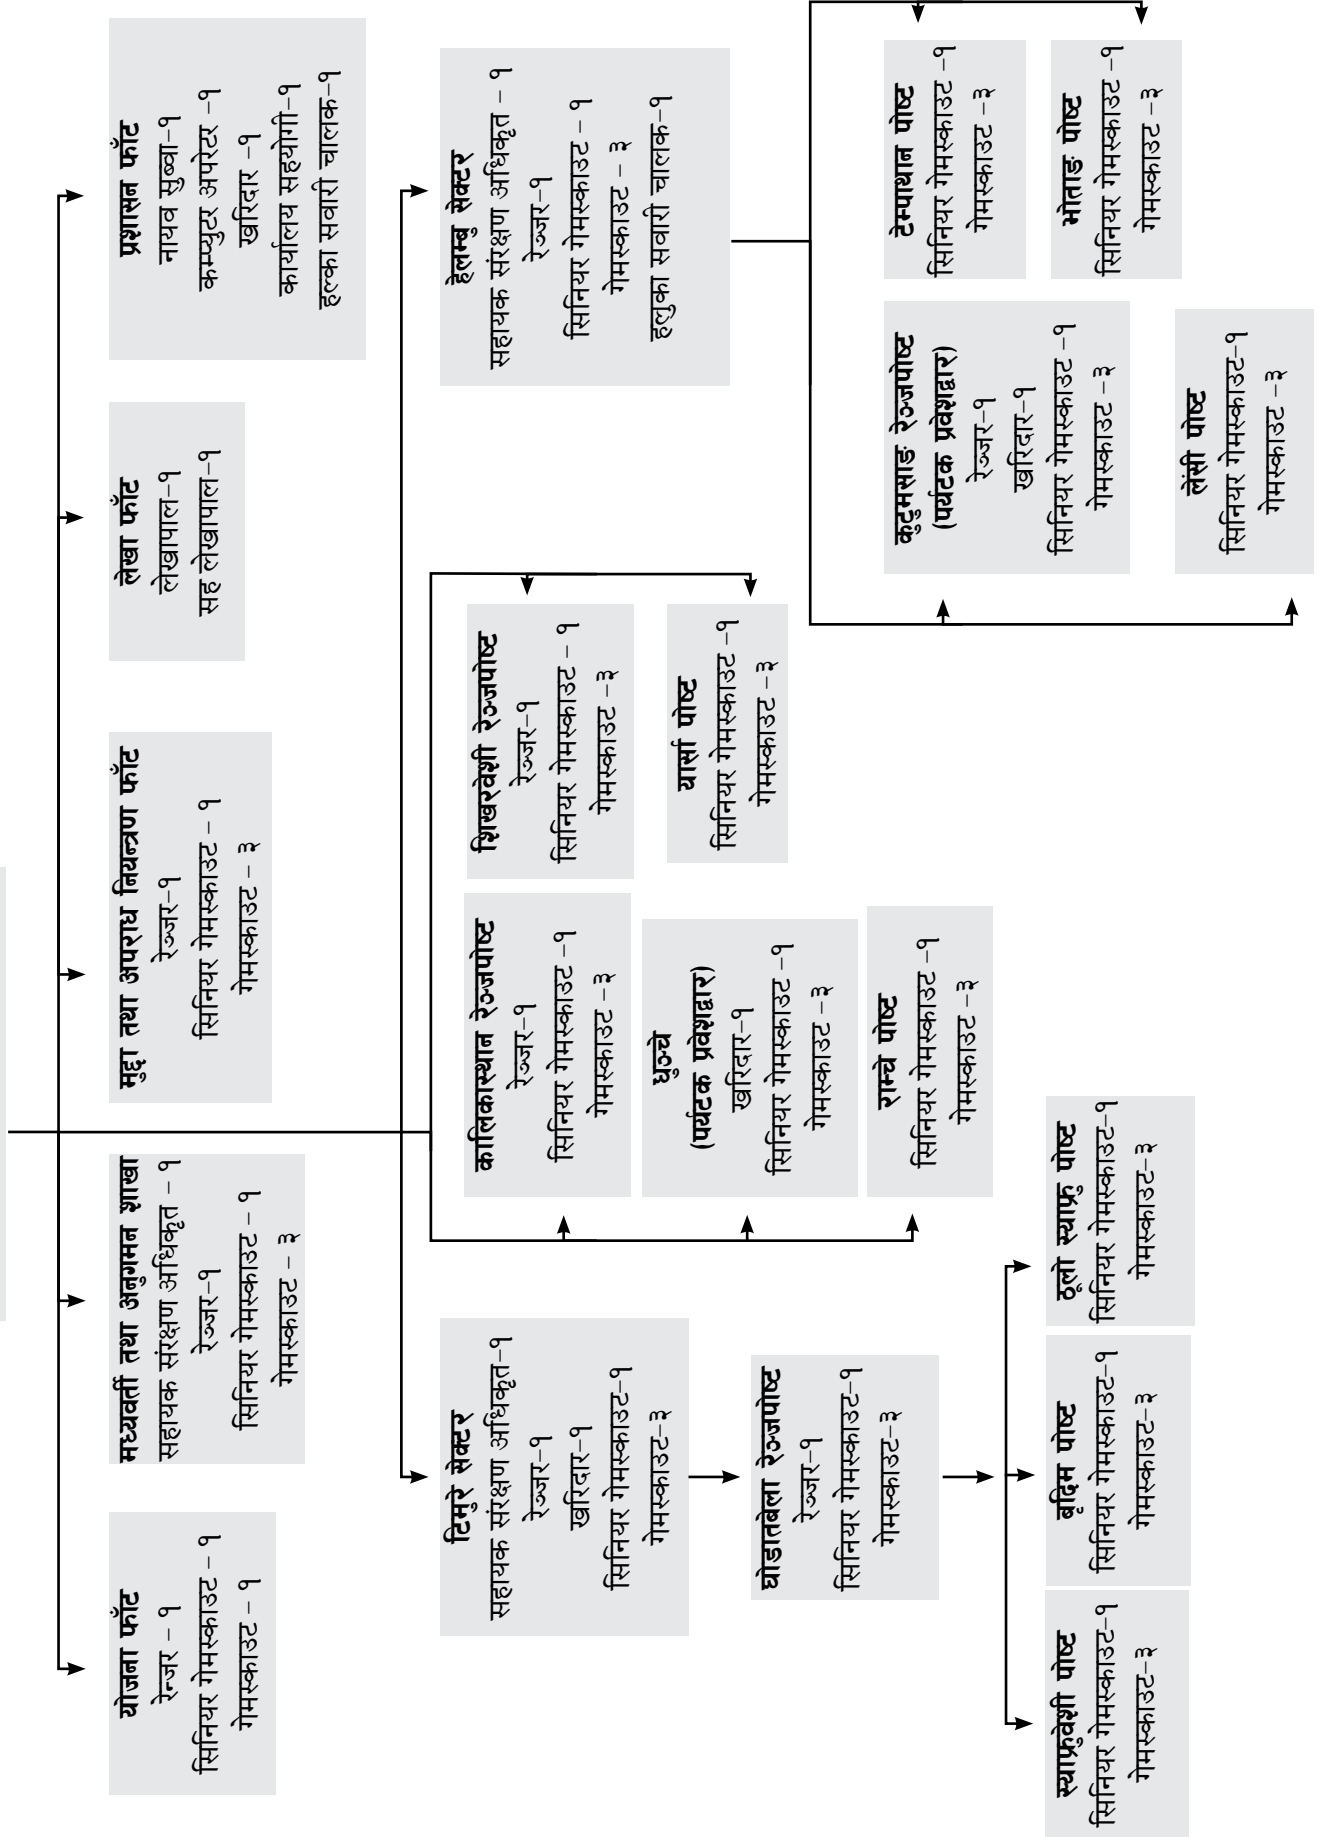 योजना फाँट
रेन्जर – १
सिनियर गेमस्काउट – १
गेमस्काउट – १
मध्यवर्ती तथा अनुगमन शाखा
सहायक संरक्षण अधिकृत – १
रेञ्जर–१
सिनियर गेमस्काउट – १
गेमस्काउट – ३
मुद्दा तथा अपराध नियन्त्रण फाँट
रेञ्जर–१
सिनियर गेमस्काउट – १
गेमस्काउट – ३
लेखा फाँट
लेखापाल–१
सह लेखापाल–१
प्रशासन फाँट
नायव सुब्वा–१
कम्प्युटर अपरेटर –१
खरिदार –१
कार्यालय सहयोगी–१
हल्का सवारी चालक–१
टिमुरे सेक्टर
सहायक संरक्षण अधिकृत–१
रेञ्जर–१
खरिदार–१
सिनियर गेमस्काउट–१
गेमस्काउट–३
घोडातबेला रेञ्जपोष्ट
रेञ्जर–१
सिनियर गेमस्काउट–१
गेमस्काउट–३
स्याफ्रुवेशी पोष्ट
सिनियर गेमस्काउट–१
गेमस्काउट–३
बृदिम पोष्ट
सिनियर गेमस्काउट–१
गेमस्काउट–३
ठूलो स्याफ्रु पोष्ट
सिनियर गेमस्काउट–१
गेमस्काउट–३
कालिकास्थान रेञ्जपोष्ट
रेञ्जर–१
सिनियर गेमस्काउट –१
गेमस्काउट –३
धुञ्चे
(पर्यटक प्रवेशद्वार)
खरिदार–१
सिनियर गेमस्काउट –१
गेमस्काउट –३
राम्चे पोष्ट
सिनियर गेमस्काउट –१
गेमस्काउट –३
शिखरवेशी रेञ्जपोष्ट
रेञ्जर–१
सिनियर गेमस्काउट – १
गेमस्काउट –३
यार्सा पोष्ट
सिनियर गेमस्काउट –१
गेमस्काउट –३
हेलम्बु सेक्टर
सहायक संरक्षण अधिकृत – १
रेञ्जर–१
सिनियर गेमस्काउट – १
गेमस्काउट – ३
हलुका सवारी चालक–१
कुटुमसाङ रेञ्जपोष्ट
(पर्यटक प्रवेशद्वार)
रेञ्जर–१
खरिदार–१
सिनियर गेमस्काउट –१
गेमस्काउट –३
लेंसी पोष्ट
सिनियर गेमस्काउट–१
गेमस्काउट –३
टेम्पाथान पोष्ट
सिनियर गेमस्काउट –१
गेमस्काउट –३
भोताङ पोष्ट
सिनियर गेमस्काउट –१
गेमस्काउट –३